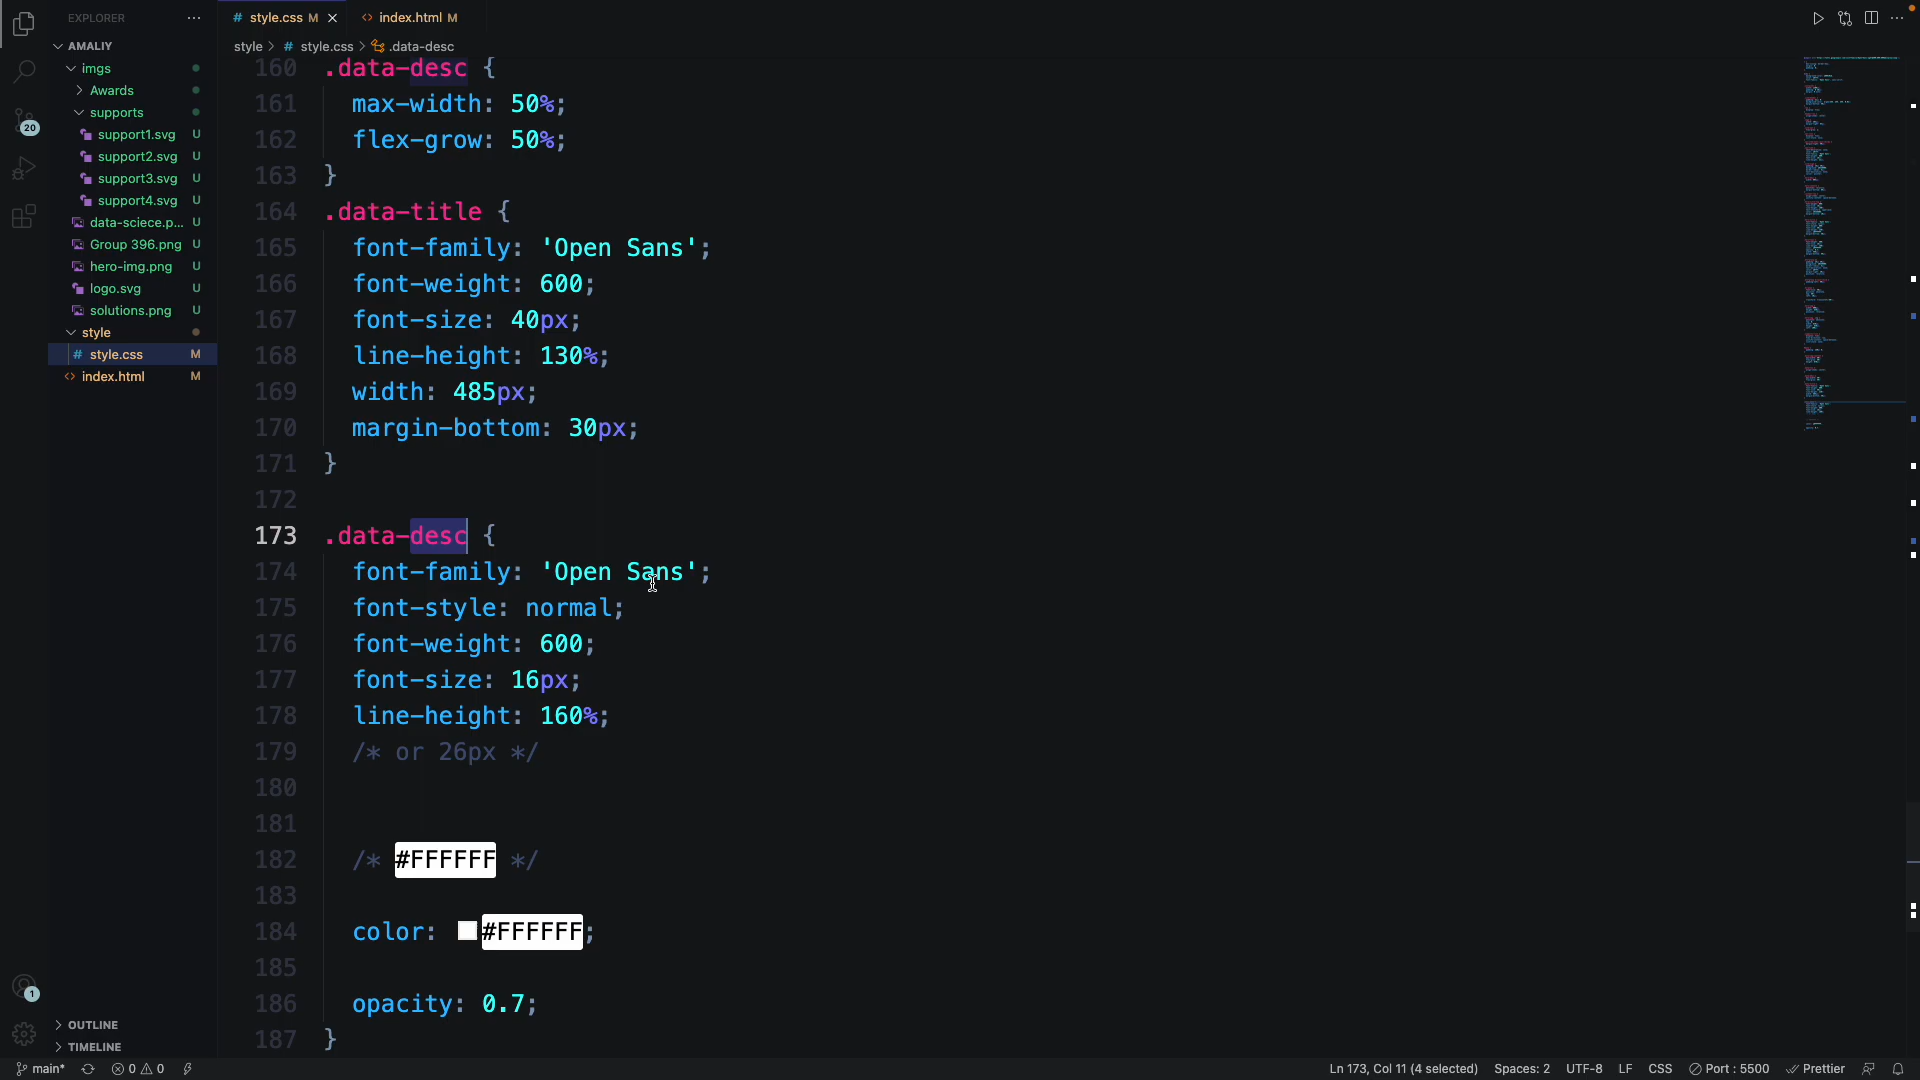 EXPLORER
style.css M
index.html M
AMALIY
style
style.css
.data-desc
imgs
Awards
supports
support1.svg U
support2.svg U
support3.svg U
support4.svg U
data-sciece.p... U
Group 396.png U
hero-img.png U
logo.svg U
solutions.png U
style
style.css M
index.html M
OUTLINE
TIMELINE
160 .data-desc {
161 max-width: 50%;
162 flex-grow: 50%;
163 }
164 .data-title {
165 font-family: 'Open Sans';
166 font-weight: 600;
167 font-size: 40px;
168 line-height: 130%;
169 width: 485px;
170 margin-bottom: 30px;
171 }
172
173 .data-desc {
174 font-family: 'Open Sans';
175 font-style: normal;
176 font-weight: 600;
177 font-size: 16px;
178 line-height: 160%;
179 /* or 26px */
180
181
182 /* #FFFFFF */
183
184 color: #FFFFFF;
185
186 opacity: 0.7;
187 }
20
1
main* 0 0
Ln 173, Col 11 (4 selected) Spaces: 2 UTF-8 LF CSS Port : 5500 Prettier